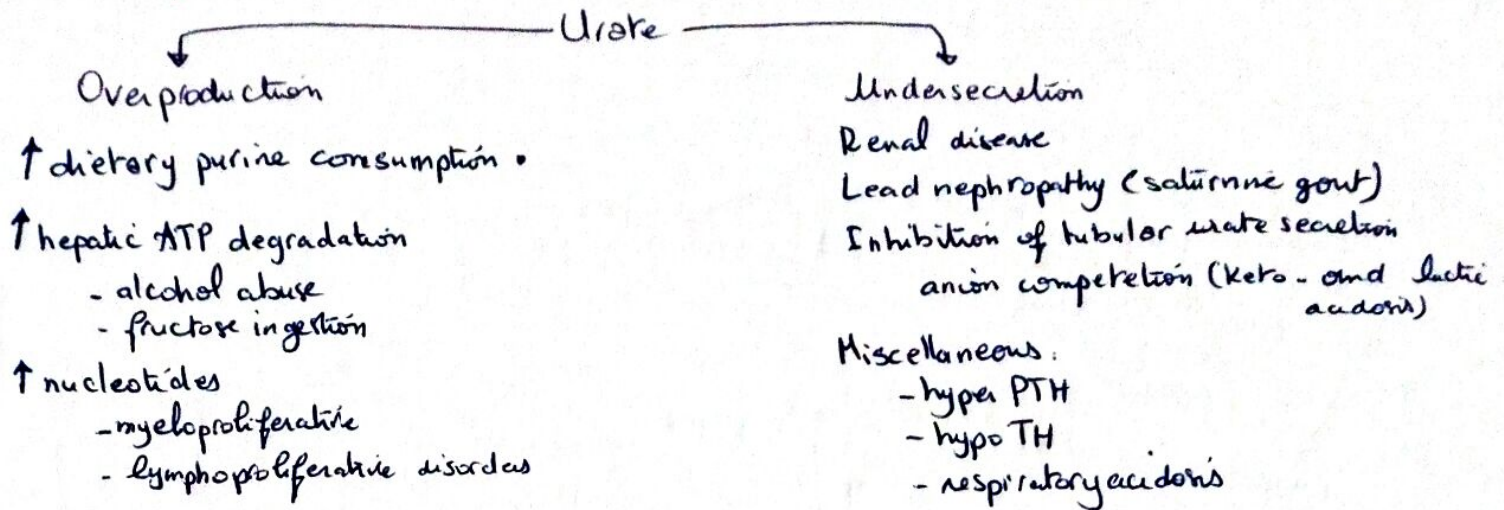 Urate
Overproduction
↑ dietary purine consumption.
↑ hepatic ATP degradation
- alcohol abuse
- fructose ingestion
↑ nucleotides
- myeloproliferative
- lymphoproliferative disorders
Undersecretion
Renal disease
Lead nephropathy (saturnine gout)
Inhibition of tubular urate secretion
anion competetion (keto- and lactic
acidosis)
Miscellaneous:
- hyper PTH
- hypo TH
- respiratory acidosis